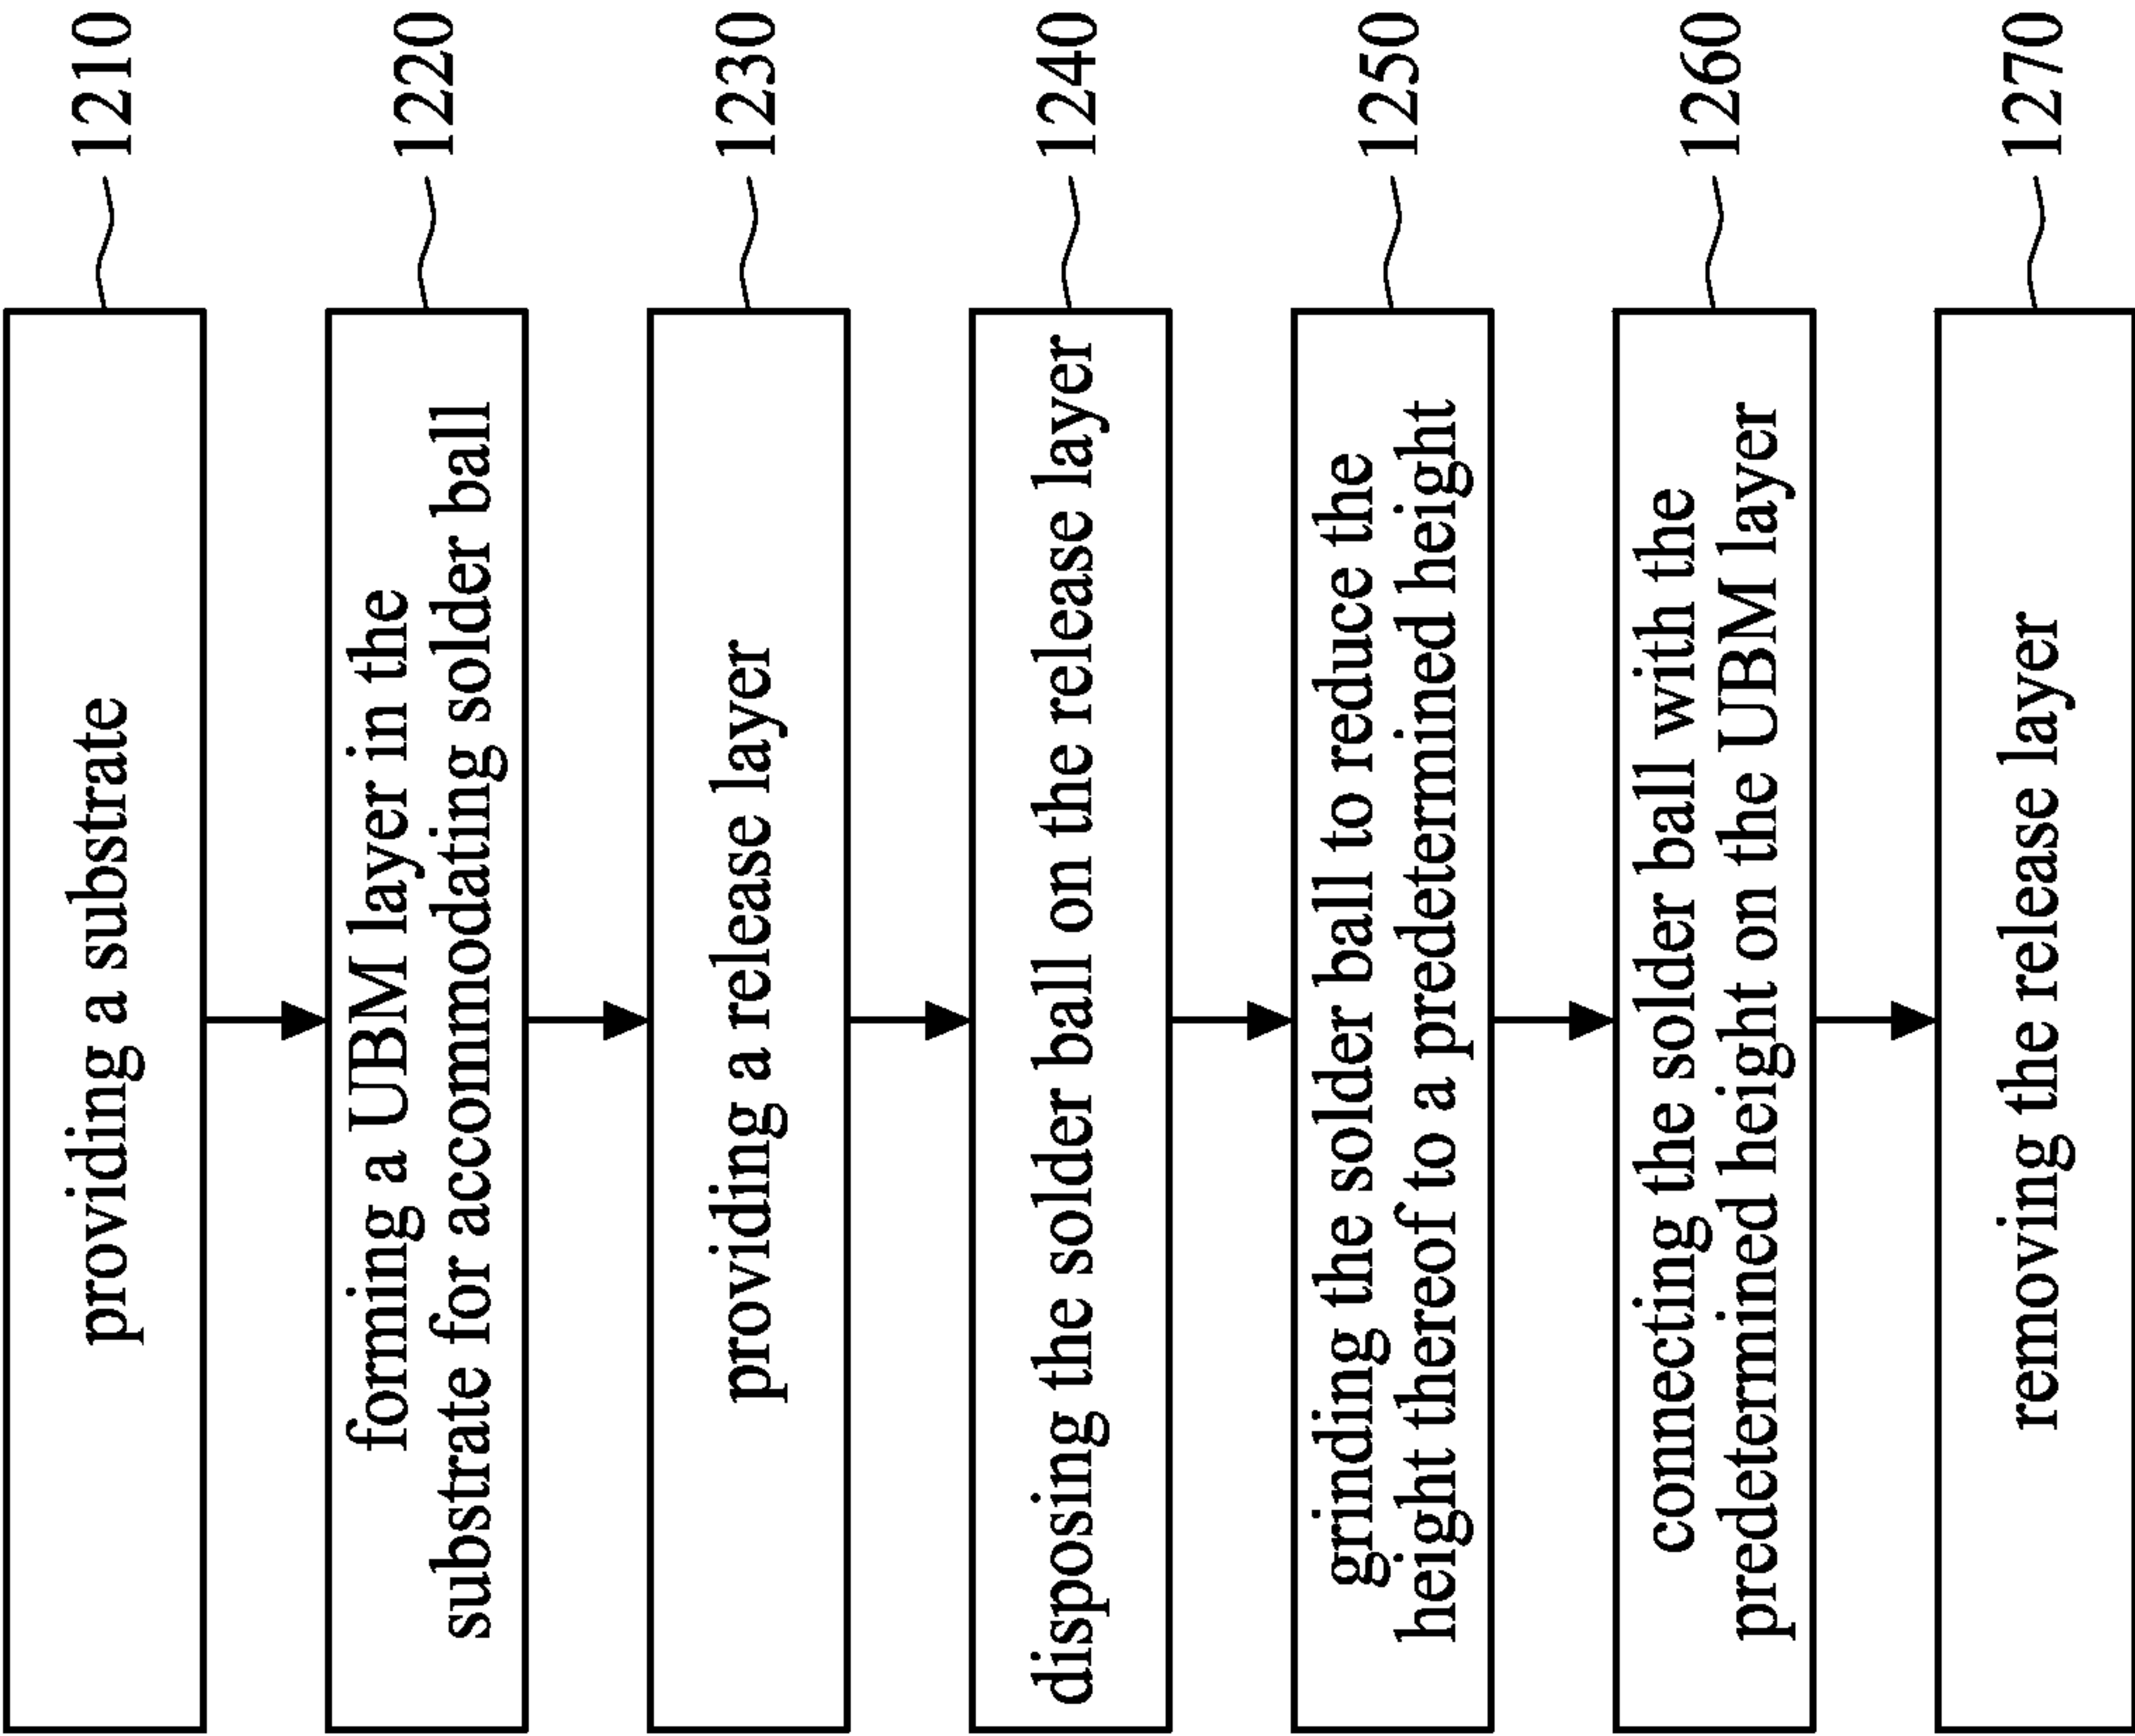 providing a substrate
1210
forming a UBM layer in the
substrate for accommodating solder ball
1220
providing a release layer
1230
disposing the solder ball on the release layer
1240
grinding the solder ball to reduce the
height thereof to a predetermined height
1250
connecting the solder ball with the
predetermined height on the UBM layer
1260
removing the release layer
1270